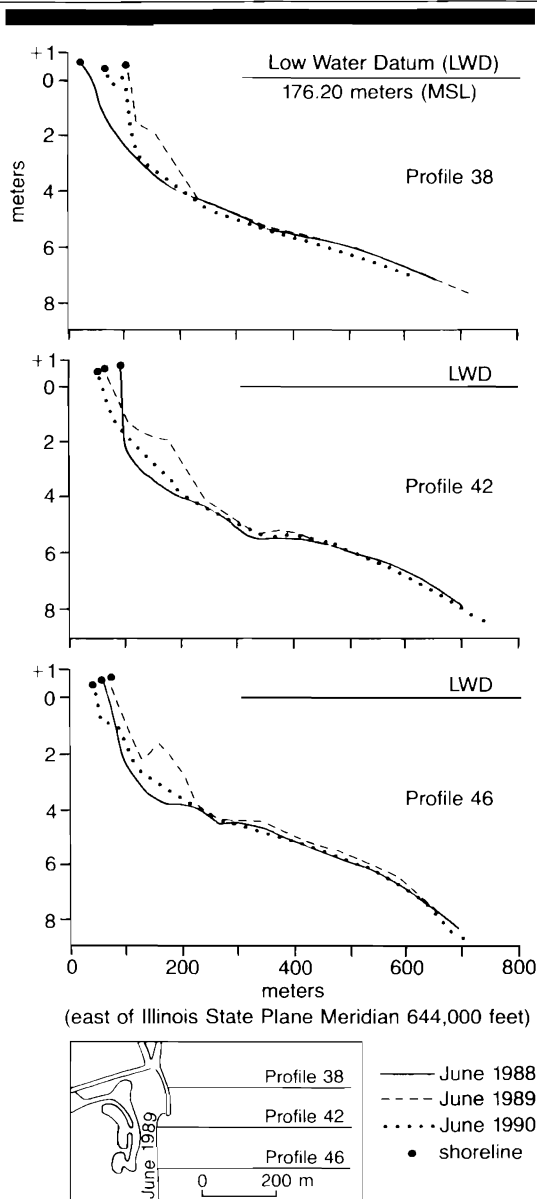 +1
Low Water Datum (LWD)
0
176.20 meters (MSL)
2
meters
Profile 38
4
6
8
+1
LWD
0
2
Profile 42
4
6
8
+1
LWD
0
2
Profile 46
4
6
8
0 200 400 600 800
meters
(east of Illinois State Plane Meridian 644,000 feet)
Profile 38
Profile 42
Profile 46
June 1989
0 200 m
June 1988
June 1989
June 1990
shoreline